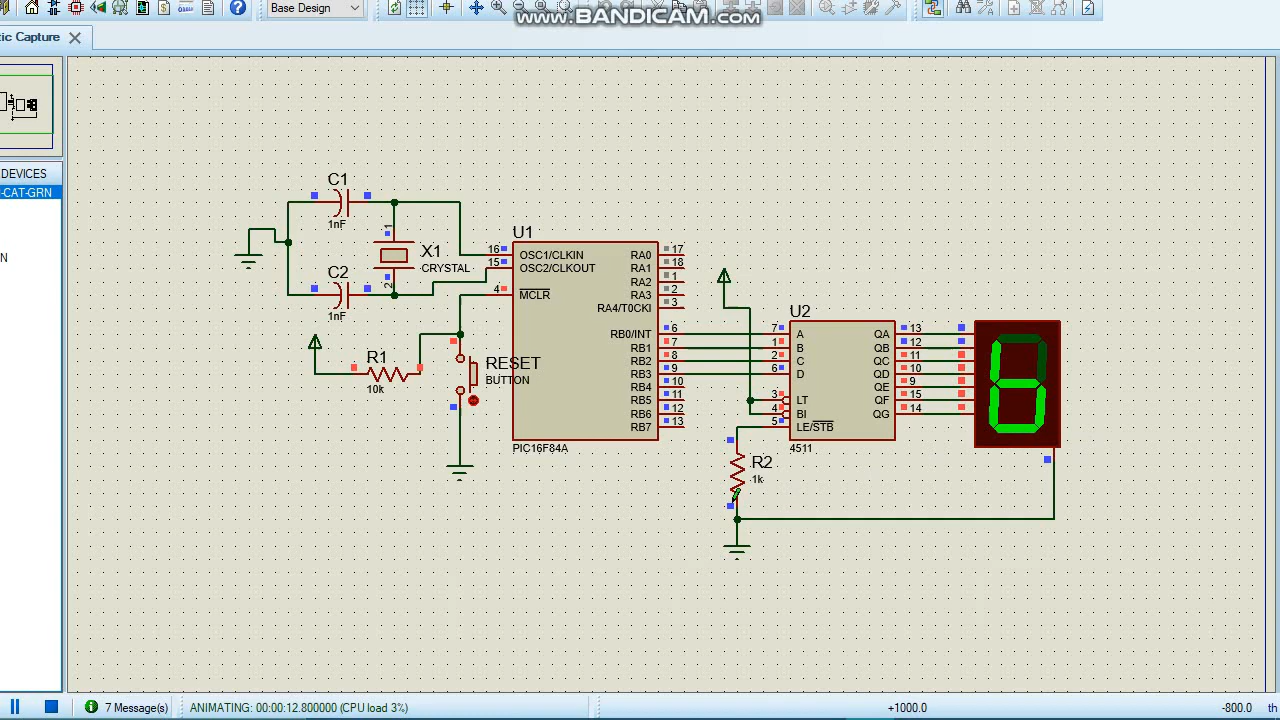 Base Design
www.BANDICAM.com
tic Capture
DEVICES
-CAT-GRN
N
C1
1nF
X1
CRYSTAL
1
2
C2
1nF
R1
10k
RESET
BUTTON
U1
16
15
4
OSC1/CLKIN
OSC2/CLKOUT
MCLR
RA0
RA1
RA2
RA3
RA4/T0CKI
RB0/INT
RB1
RB2
RB3
RB4
RB5
RB6
RB7
17
18
1
2
3
6
7
8
9
10
11
12
13
PIC16F84A
U2
7
1
2
6
3
4
5
A
B
C
D
LT
BI
LE/STB
QA
QB
QC
QD
QE
QF
QG
13
12
11
10
9
15
14
4511
R2
1k
6
7 Message(s)
ANIMATING: 00:00:12.800000 (CPU load 3%)
+1000.0
-800.0
th